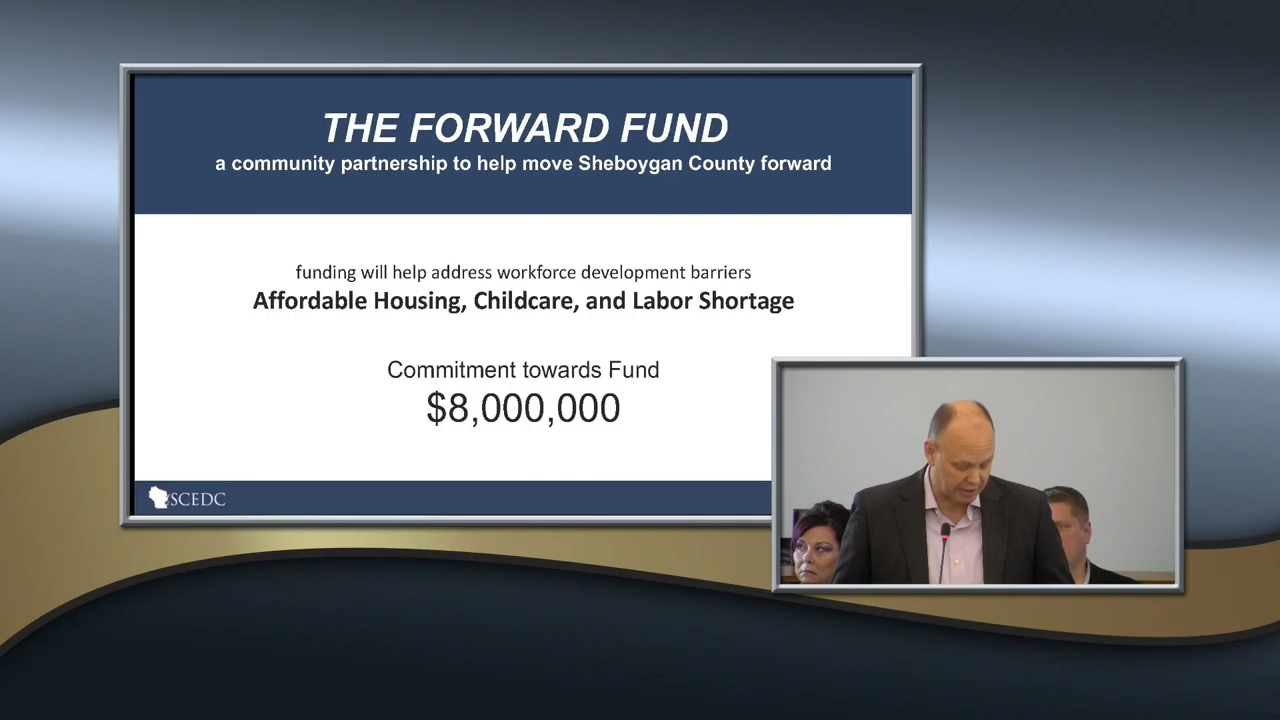 THE FORWARD FUND
a community partnership to help move Sheboygan County forward
funding will help address workforce development barriers
Affordable Housing, Childcare, and Labor Shortage
Commitment towards Fund
$8,000,000
SCEDC